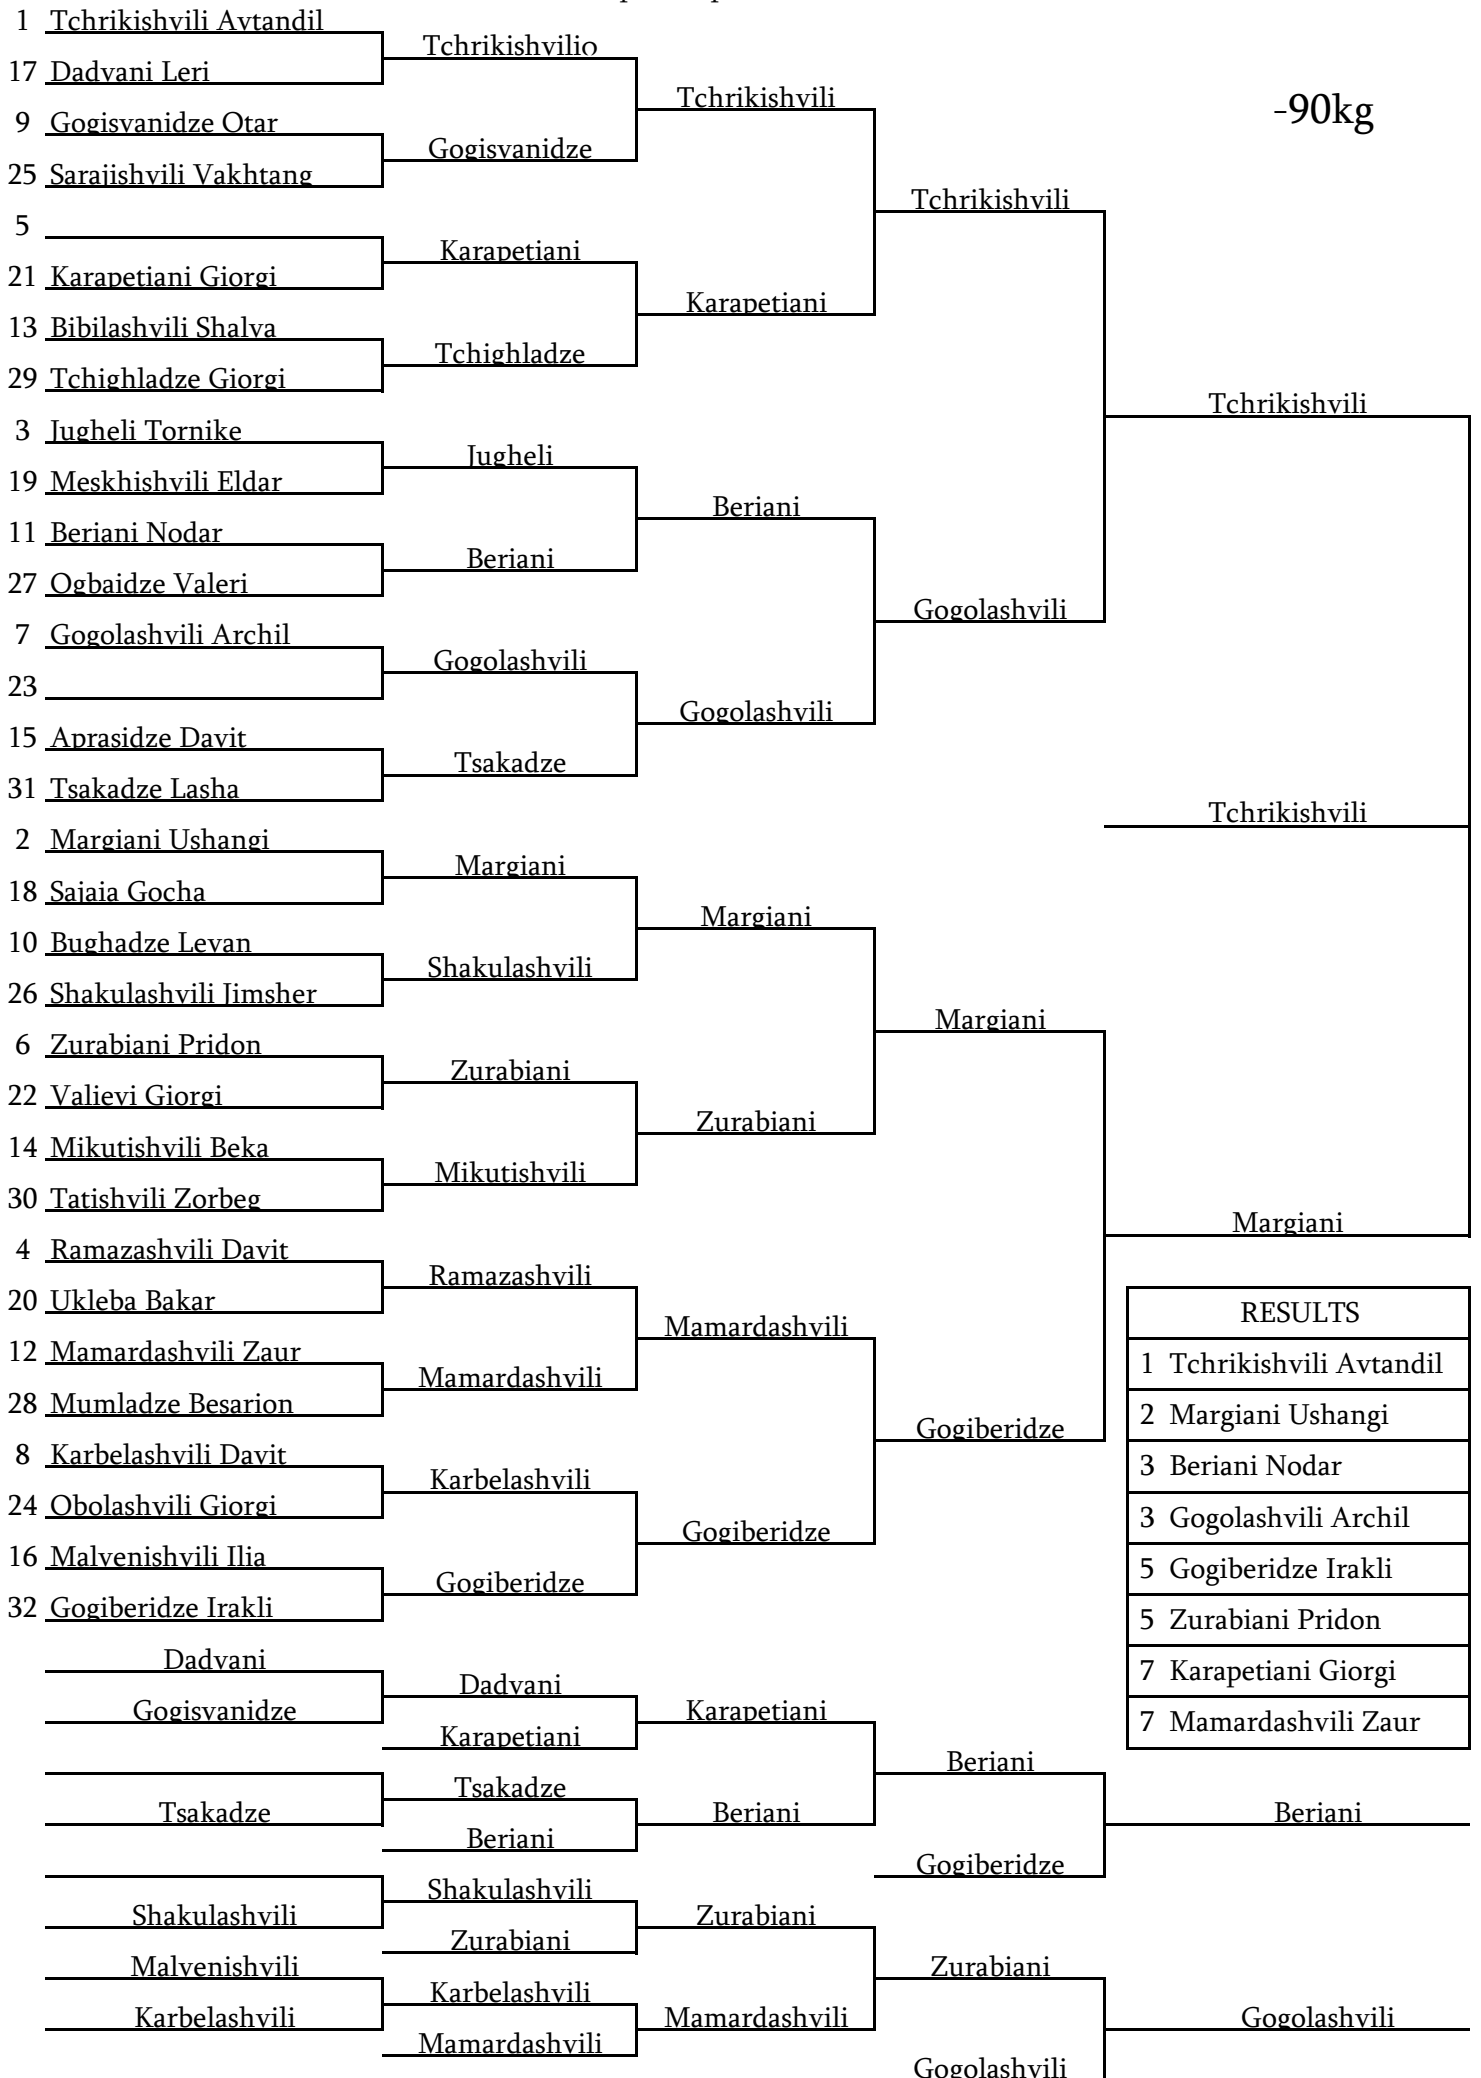 1 Tchrikishvili Avtandil
Tchrikishvilio
17 Dadvani Leri
Tchrikishvili
-90kg
9 Gogisvanidze Otar
Gogisvanidze
25 Sarajishvili Vakhtang
Tchrikishvili
5
Karapetiani
21 Karapetiani Giorgi
Karapetiani
13 Bibilashvili Shalva
Tchighladze
29 Tchighladze Giorgi
Tchrikishvili
3 Jugheli Tornike
Jugheli
19 Meskhishvili Eldar
Beriani
11 Beriani Nodar
Beriani
27 Ogbaidze Valeri
Gogolashvili
7 Gogolashvili Archil
Gogolashvili
23
Gogolashvili
15 Aprasidze Davit
Tsakadze
31 Tsakadze Lasha
Tchrikishvili
2 Margiani Ushangi
Margiani
18 Sajaia Gocha
Margiani
10 Bughadze Levan
Shakulashvili
26 Shakulashvili Jimsher
Margiani
6 Zurabiani Pridon
Zurabiani
22 Valievi Giorgi
Zurabiani
14 Mikutishvili Beka
Mikutishvili
30 Tatishvili Zorbeg
Margiani
4 Ramazashvili Davit
Ramazashvili
20 Ukleba Bakar
Mamardashvili
12 Mamardashvili Zaur
Mamardashvili
28 Mumladze Besarion
Gogiberidze
8 Karbelashvili Davit
Karbelashvili
24 Obolashvili Giorgi
Gogiberidze
16 Malvenishvili Ilia
Gogiberidze
32 Gogiberidze Irakli
RESULTS
1 Tchrikishvili Avtandil
2 Margiani Ushangi
3 Beriani Nodar
3 Gogolashvili Archil
5 Gogiberidze Irakli
5 Zurabiani Pridon
7 Karapetiani Giorgi
7 Mamardashvili Zaur
Dadvani
Dadvani
Gogisvanidze
Karapetiani
Karapetiani
Beriani
Tsakadze
Tsakadze
Beriani
Beriani
Beriani
Gogiberidze
Shakulashvili
Shakulashvili
Zurabiani
Zurabiani
Malvenishvili
Zurabiani
Karbelashvili
Karbelashvili
Mamardashvili
Gogolashvili
Mamardashvili
Gogolashvili